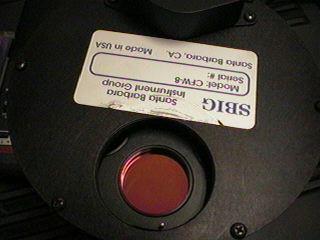 SBIG
Santa Barbara
Instrument Group
Model: CFW-8
Serial #:
Santa Barbara, CA. Made in USA